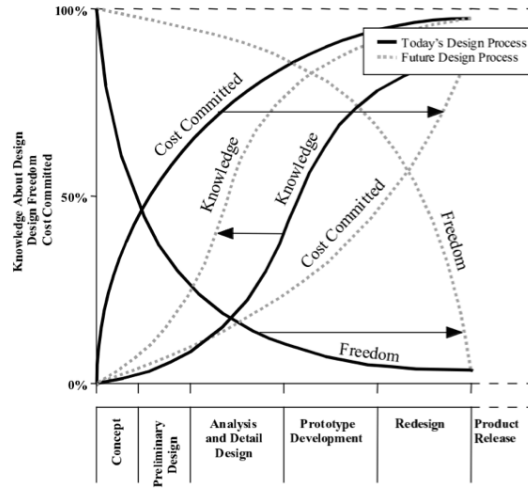 100%
Today's Design Process
Future Design Process
Cost Committed
Knowledge
Knowledge
Cost Committed
Freedom
Freedom
Knowledge About Design
Design Freedom
Cost Committed
50%
0%
Concept
Preliminary
Design
Analysis
and Detail
Design
Prototype
Development
Redesign
Product
Release